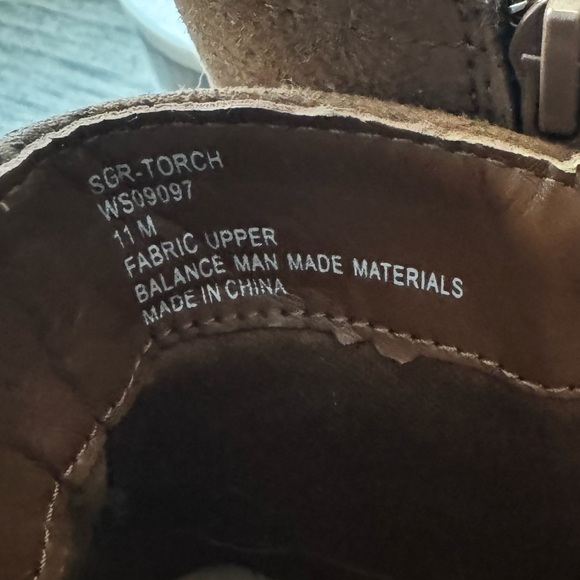 SGR-TORCH
WS09097
11 M
FABRIC UPPER
BALANCE MAN MADE MATERIALS
MADE IN CHINA